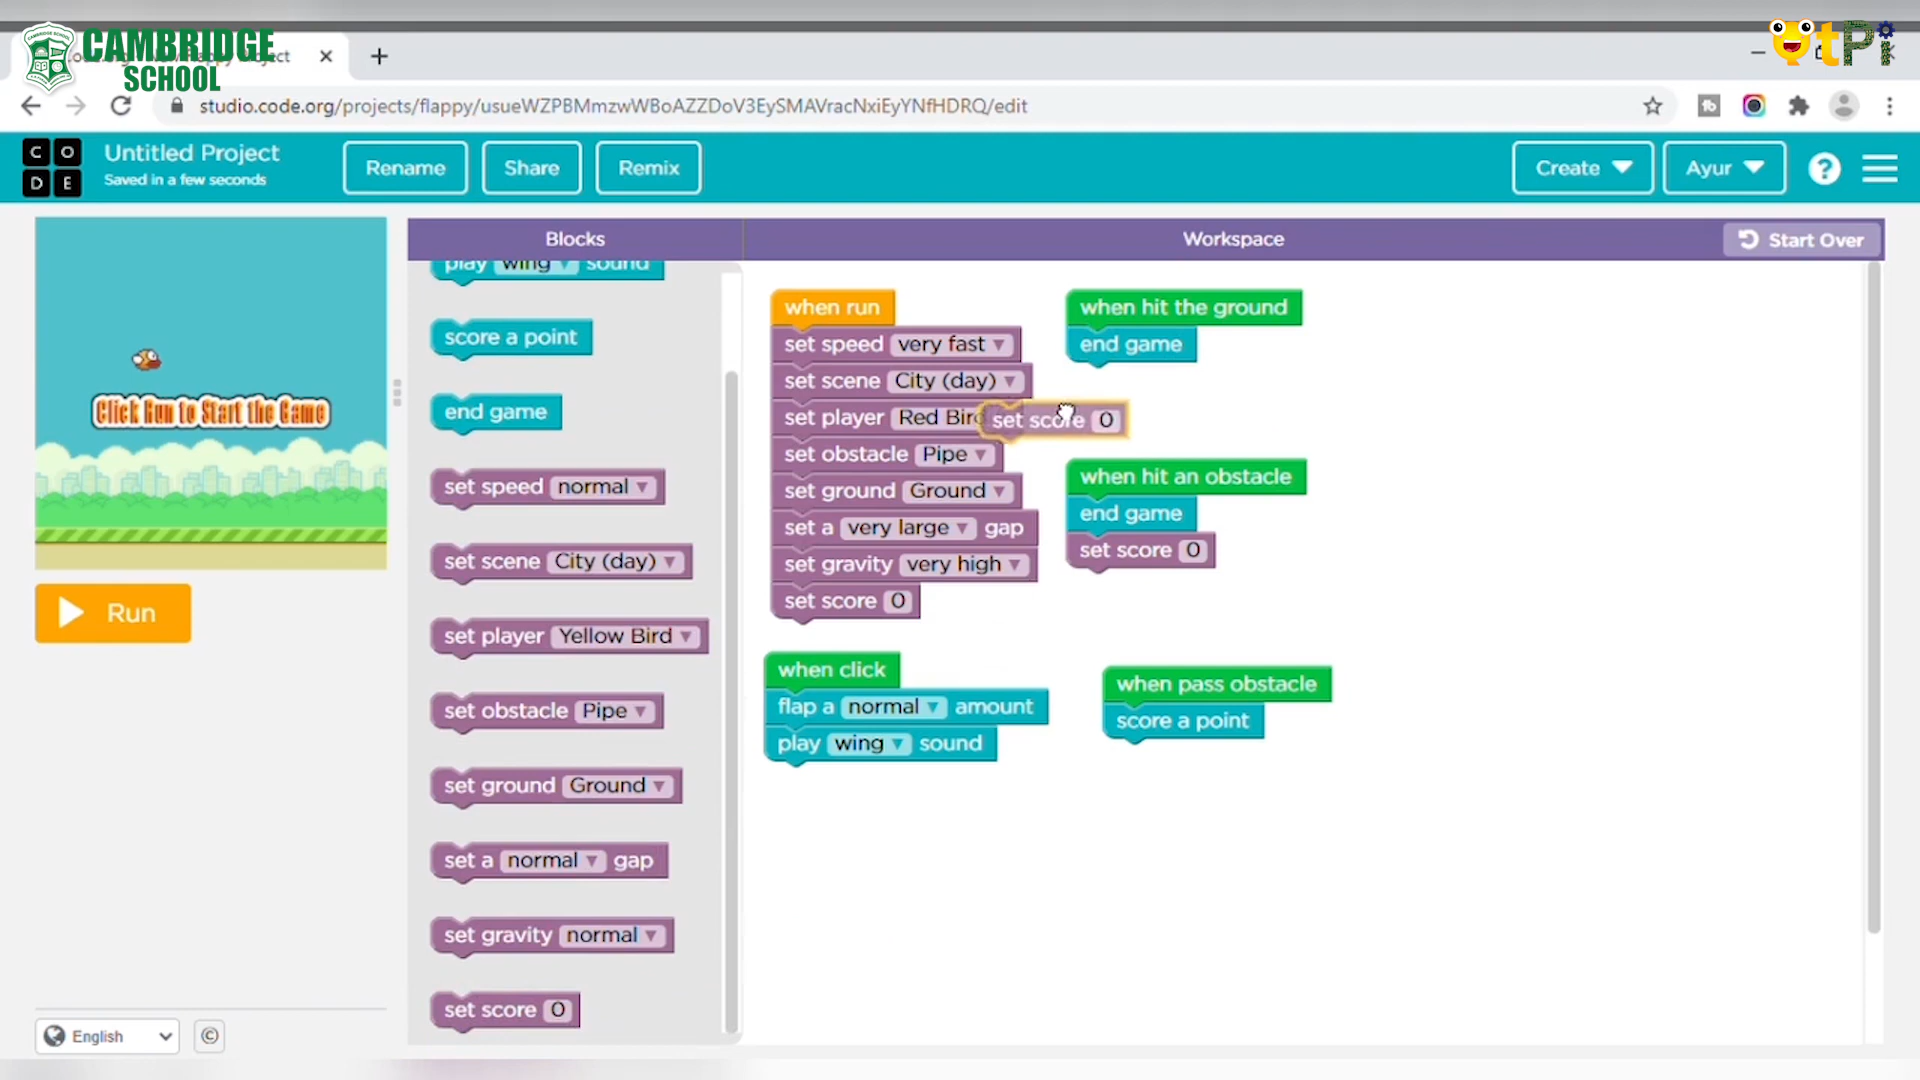 CAMBRIDGE
SCHOOL
tPi
studio.code.org/projects/flappy/usueWZPBMmzwWBoAZZDoV3EySMAVracNxiEyYNfHDRQ/edit
C O
D E
Untitled Project
Saved in a few seconds
Rename
Share
Remix
Create
Ayur
?
Blocks
Workspace
Start Over
Click Run to Start the Game
Run
English
©
play wing sound
score a point
end game
set speed normal
set scene City (day)
set player Yellow Bird
set obstacle Pipe
set ground Ground
set a normal gap
set gravity normal
set score 0
when run
set speed very fast
set scene City (day)
set player Red Bird
set obstacle Pipe
set ground Ground
set a very large gap
set gravity very high
set score 0
when click
flap a normal amount
play wing sound
when hit the ground
end game
set score 0
when hit an obstacle
end game
set score 0
when pass obstacle
score a point